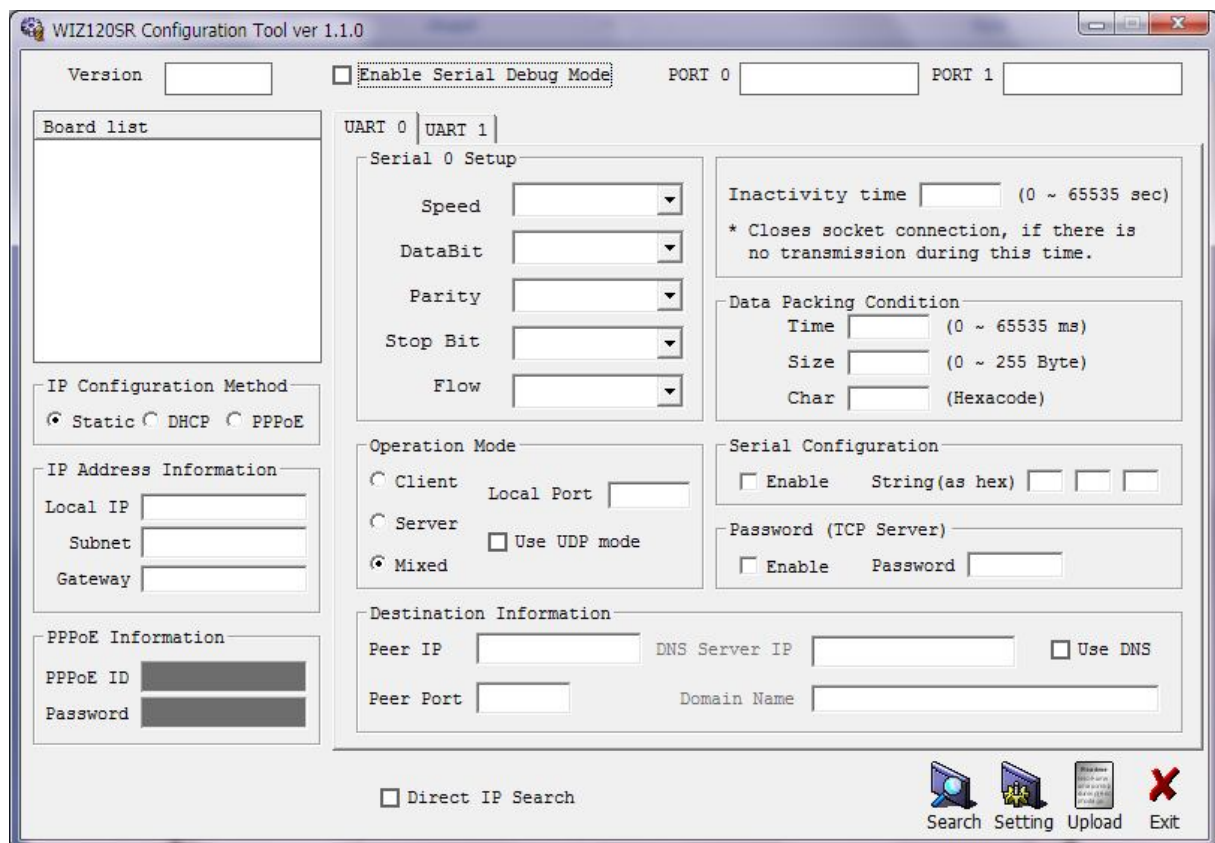 WIZ120SR Configuration Tool ver 1.1.0
Version
Enable Serial Debug Mode
PORT 0
PORT 1
Board list
IP Configuration Method
Static DHCP PPPoE
IP Address Information
Local IP
Subnet
Gateway
PPPoE Information
PPPoE ID
Password
UART 0 UART 1
Serial 0 Setup
Speed
DataBit
Parity
Stop Bit
Flow
Inactivity time (0 ~ 65535 sec)
* Closes socket connection, if there is
no transmission during this time.
Data Packing Condition
Time (0 ~ 65535 ms)
Size (0 ~ 255 Byte)
Char (Hexacode)
Operation Mode
Client
Server
Mixed
Local Port
Use UDP mode
Serial Configuration
Enable String(as hex)
Password (TCP Server)
Enable Password
Destination Information
Peer IP DNS Server IP Use DNS
Peer Port Domain Name
Direct IP Search
Search Setting Upload Exit